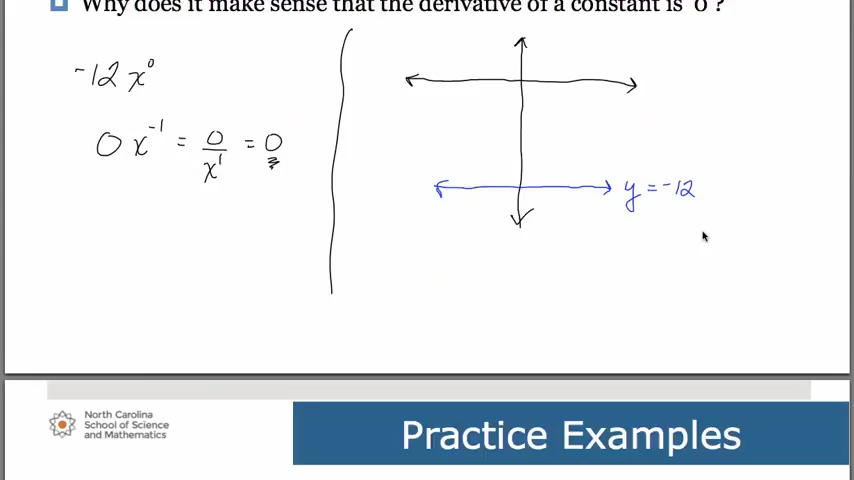 Why does it make sense that the derivative of a constant is '0'?
-12x⁰
0x⁻¹ = 0/x¹ = 0
y = -12
North Carolina
School of Science
and Mathematics
Practice Examples